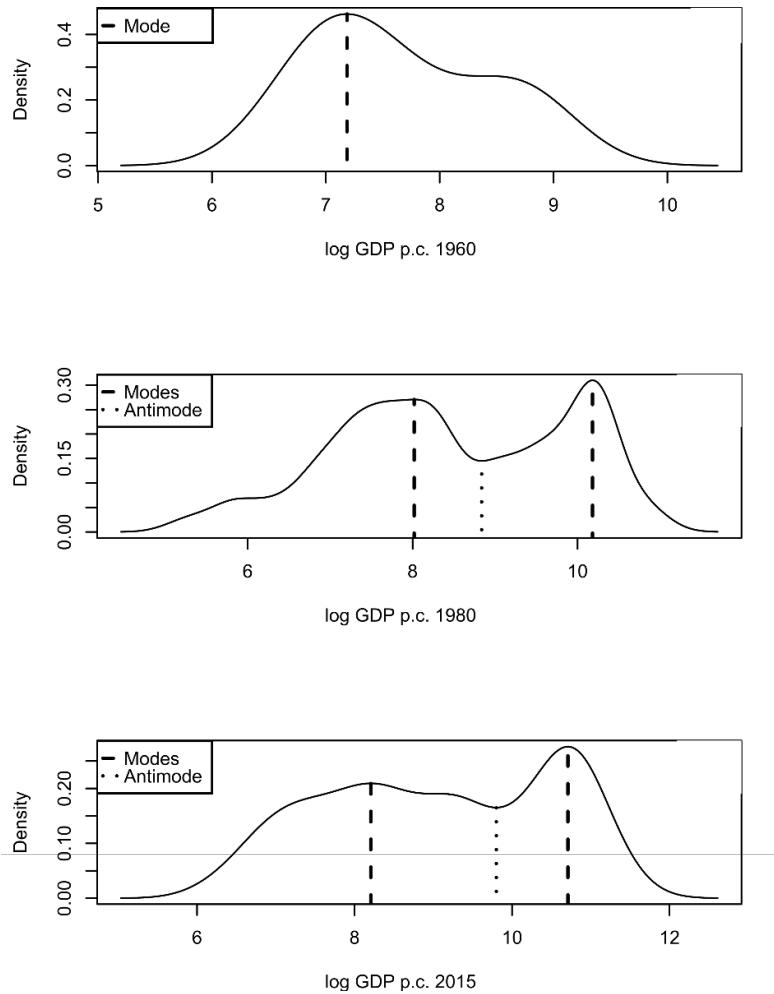 Mode
Density
0.0
0.2
0.4
5
6
7
8
9
10
log GDP p.c. 1960
Modes
Antimode
Density
0.00
0.15
0.30
6
8
10
log GDP p.c. 1980
Modes
Antimode
Density
0.00
0.10
0.20
6
8
10
12
log GDP p.c. 2015